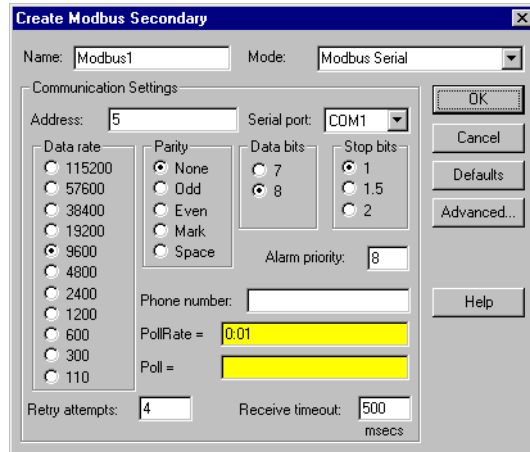 Create Modbus Secondary
Name: Modbus1 Mode: Modbus Serial
Communication Settings
OK
Address: 5 Serial port: COM1
Cancel
Data rate Parity Data bits Stop bits
115200 None 7 1
Defaults
57600 Odd 8 1.5
38400 Even 2
Advanced...
19200 Mark
9600 Space Alarm priority: 8
4800
2400 Phone number: Help
1200
600 PollRate = 0:01
300
110 Poll =
Retry attempts: 4 Receive timeout: 500
msecs